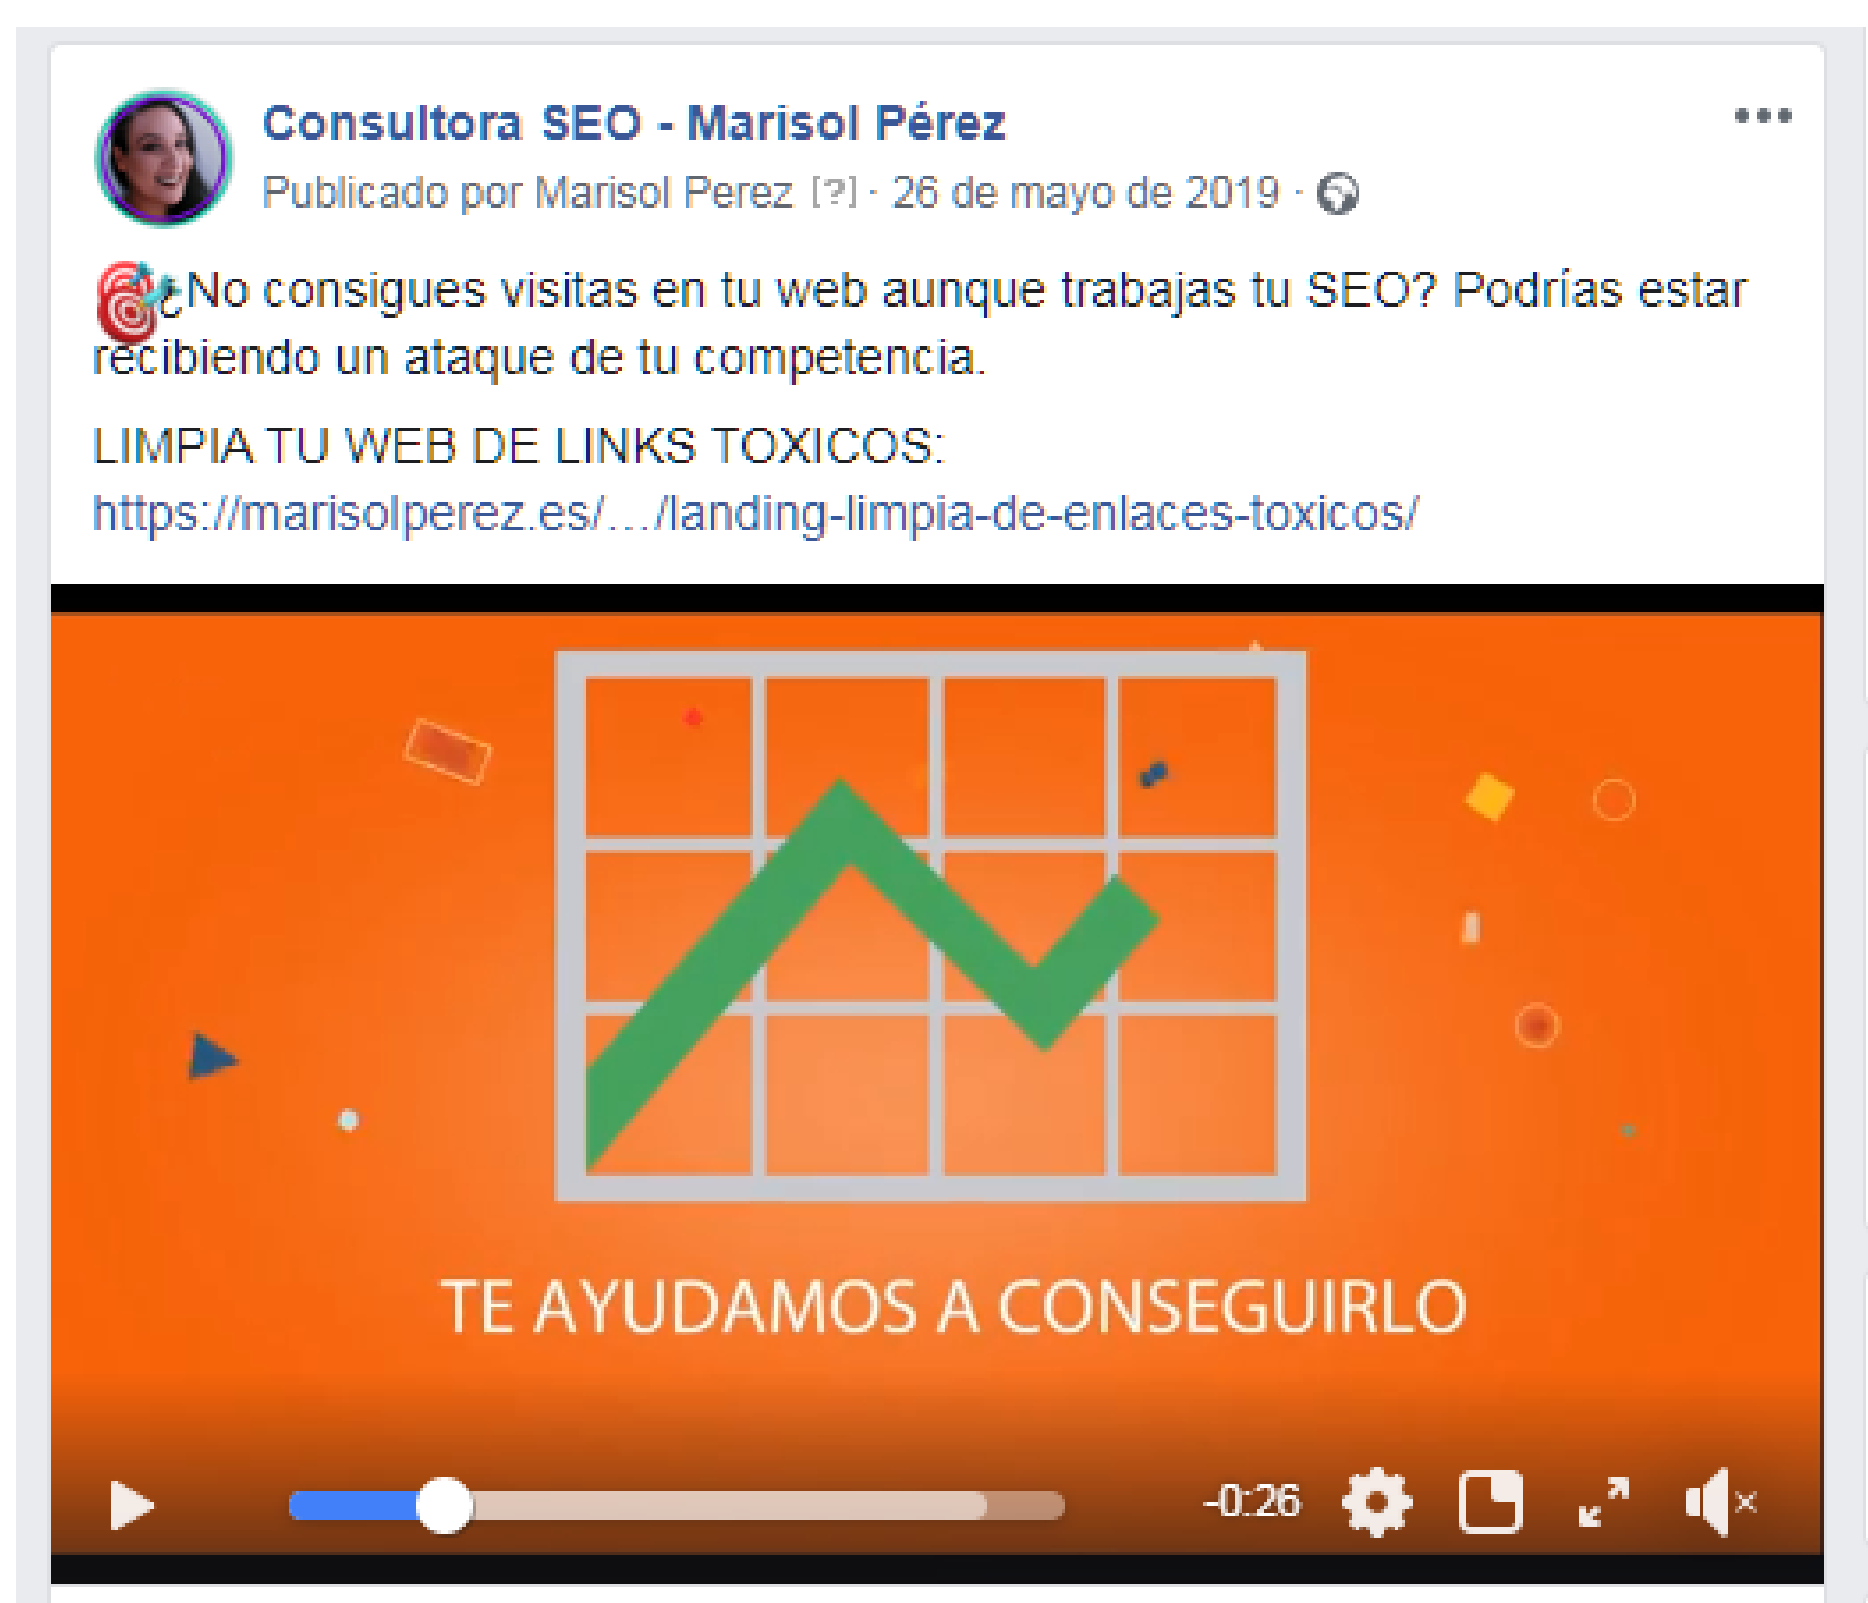 Consultora SEO - Marisol Pérez
Publicado por Marisol Perez [?] · 26 de mayo de 2019 ·
¿No consigues visitas en tu web aunque trabajas tu SEO? Podrías estar
recibiendo un ataque de tu competencia.
LIMPIA TU WEB DE LINKS TOXICOS:
https://marisolperez.es/…/landing-limpia-de-enlaces-toxicos/
TE AYUDAMOS A CONSEGUIRLO
-0:26